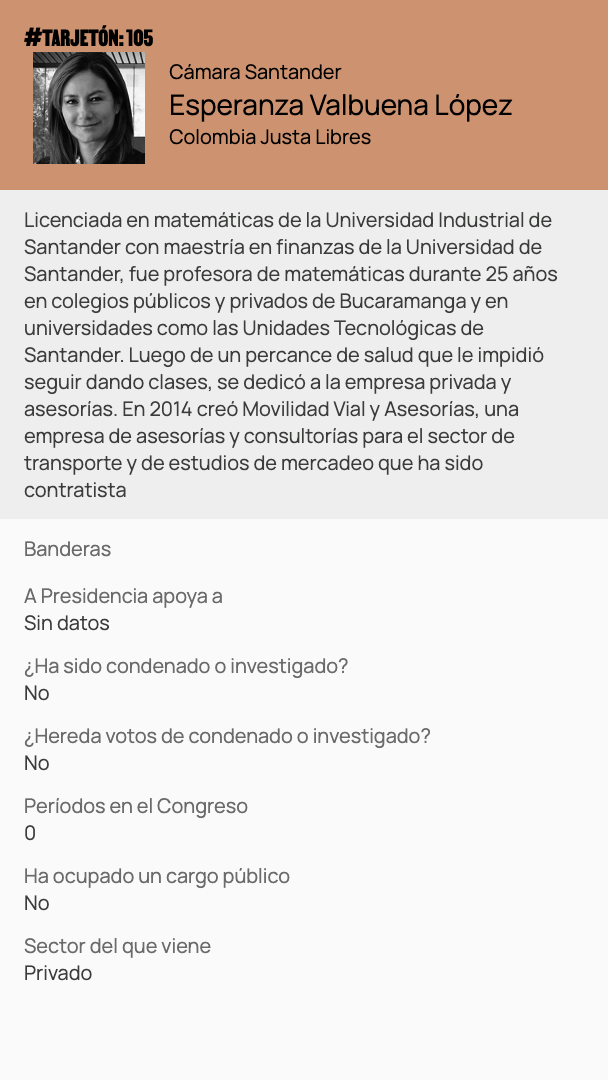 #TARJETÓN: 105
Cámara Santander
Esperanza Valbuena López
Colombia Justa Libres
Licenciada en matemáticas de la Universidad Industrial de
Santander con maestría en finanzas de la Universidad de
Santander, fue profesora de matemáticas durante 25 años
en colegios públicos y privados de Bucaramanga y en
universidades como las Unidades Tecnológicas de
Santander. Luego de un percance de salud que le impidió
seguir dando clases, se dedicó a la empresa privada y
asesorías. En 2014 creó Movilidad Vial y Asesorías, una
empresa de asesorías y consultorías para el sector de
transporte y de estudios de mercadeo que ha sido
contratista
Banderas
A Presidencia apoya a
Sin datos
¿Ha sido condenado o investigado?
No
¿Hereda votos de condenado o investigado?
No
Períodos en el Congreso
0
Ha ocupado un cargo público
No
Sector del que viene
Privado